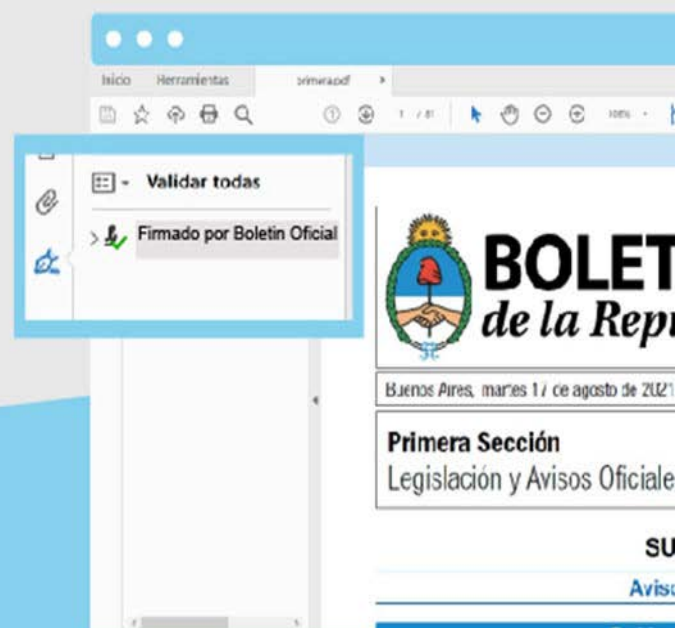 Inicio Herramientas primera.pdf
1 / 81
Validar todas
Firmado por Boletin Oficial
BOLET
de la Repu
Buenos Aires, martes 17 de agosto de 2021
Primera Sección
Legislación y Avisos Oficiale
SU
Aviso